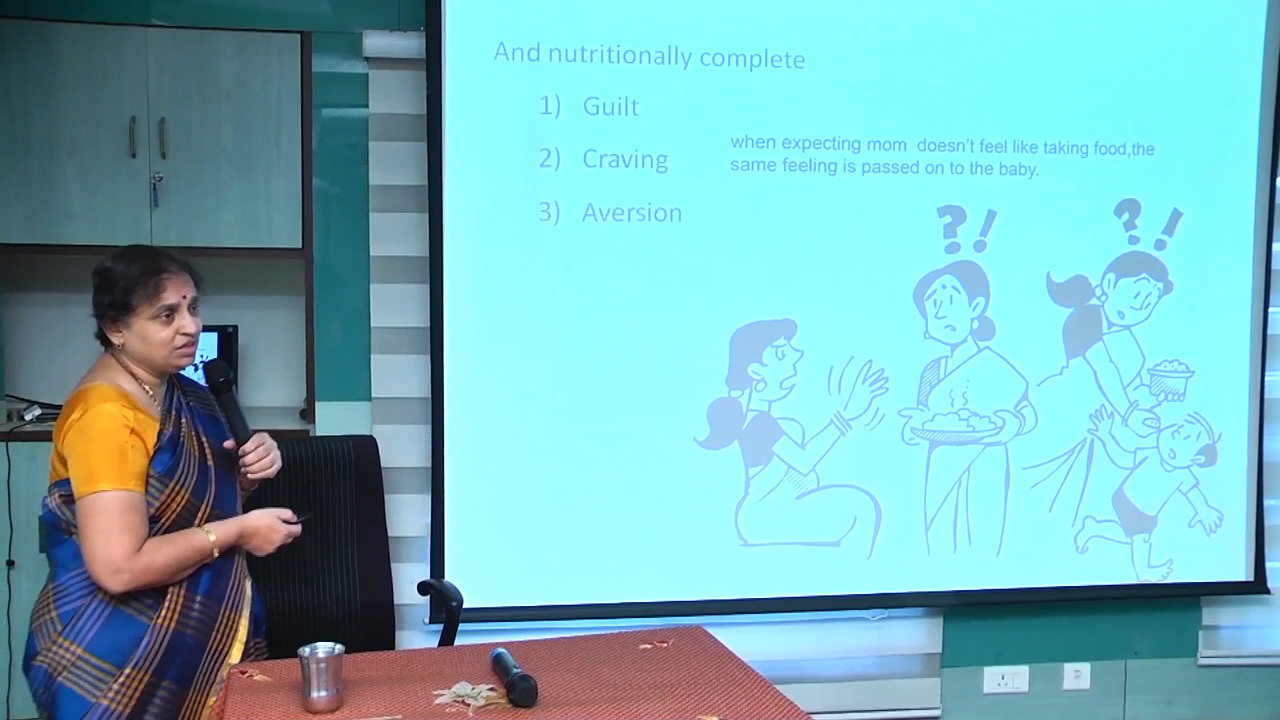 And nutritionally complete
1) Guilt
2) Craving
3) Aversion
when expecting mom doesn't feel like taking food,the
same feeling is passed on to the baby.
? !
? !